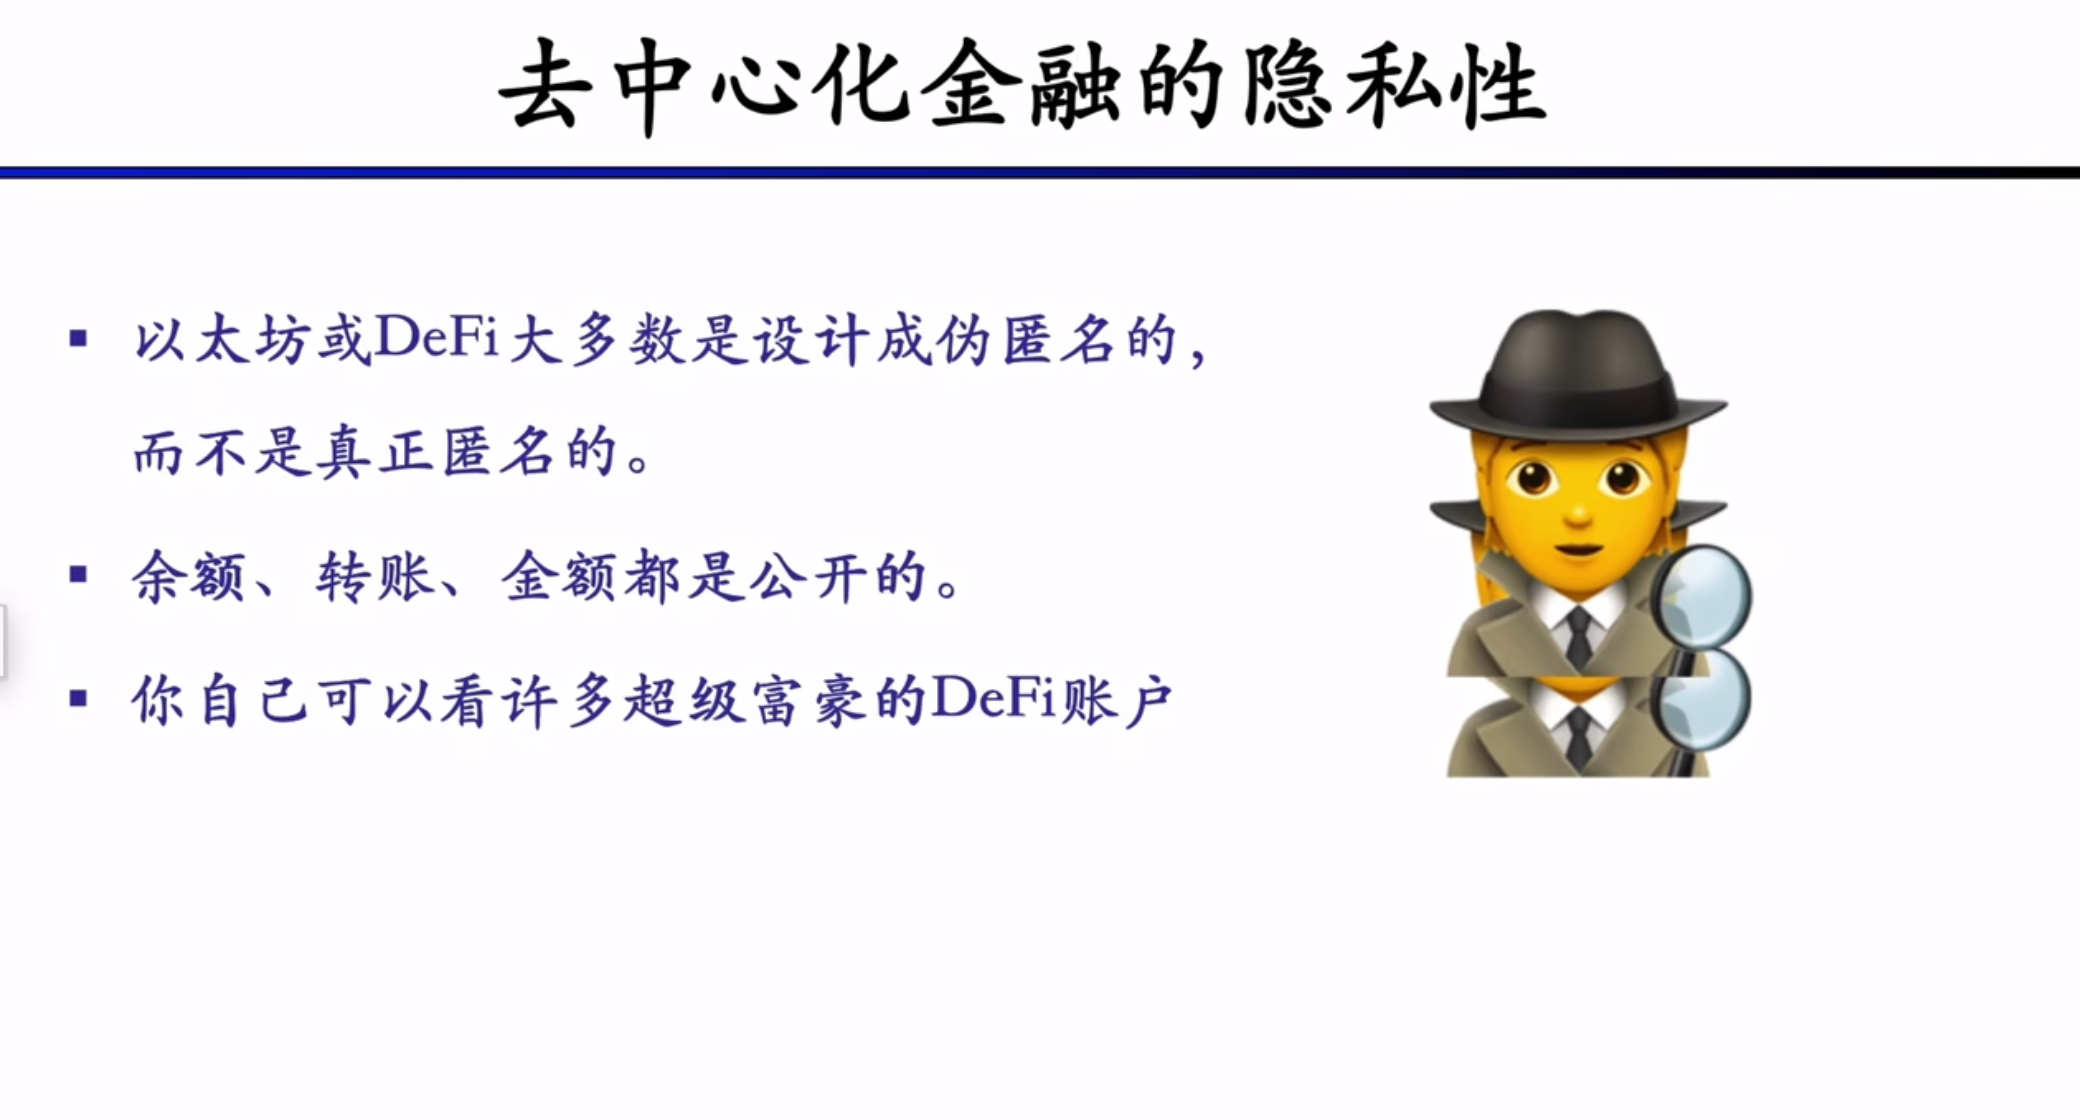 去中心化金融的隐私性
以太坊或DeFi大多数是设计成伪匿名的，
而不是真正匿名的。
余额、转账、金额都是公开的。
你自己可以看许多超级富豪的DeFi账户